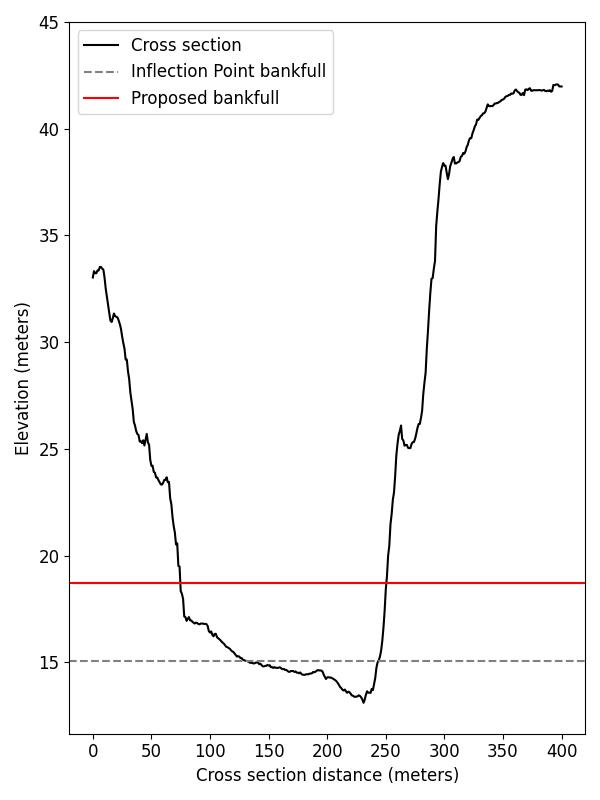 Cross section
Inflection Point bankfull
Proposed bankfull
45
40
35
30
25
20
15
Elevation (meters)
0 50 100 150 200 250 300 350 400
Cross section distance (meters)